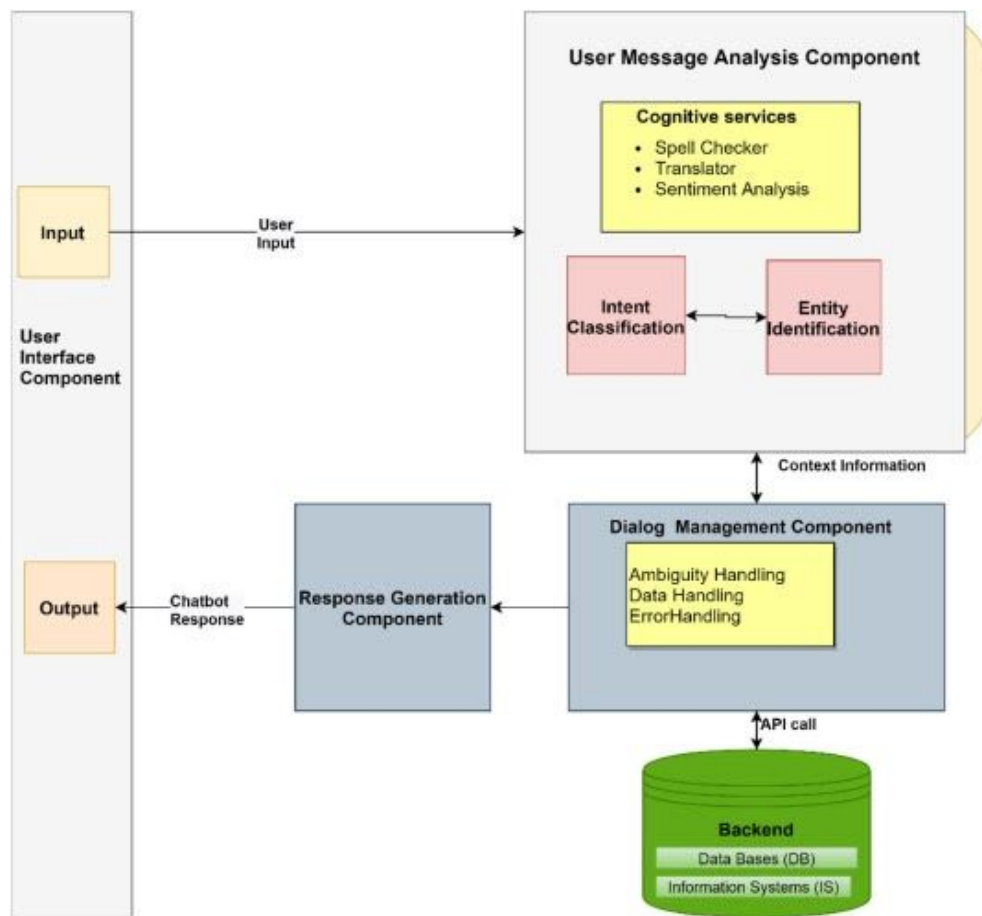 User Message Analysis Component
Cognitive services
• Spell Checker
• Translator
• Sentiment Analysis
Input
User
Input
Intent
Classification
Entity
Identification
User
Interface
Component
Context Information
Dialog Management Component
Ambiguity Handling
Data Handling
ErrorHandling
Response Generation
Component
Chatbot
Response
Output
API call
Backend
Data Bases (DB)
Information Systems (IS)